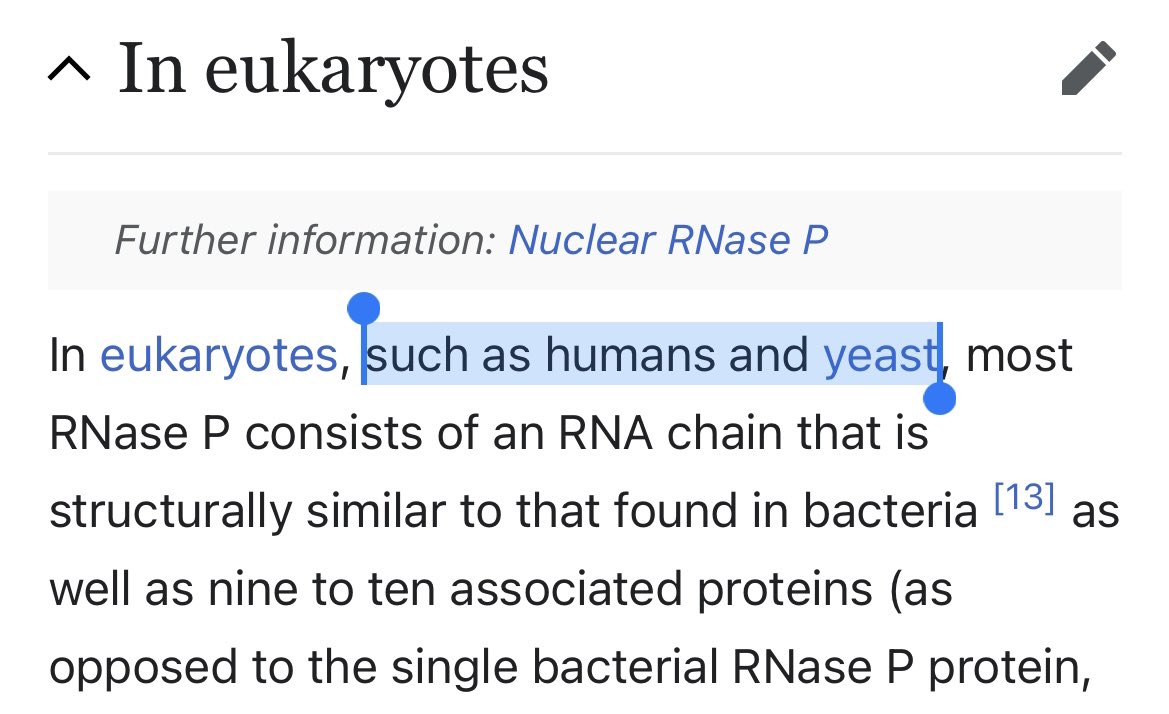 In eukaryotes
Further information: Nuclear RNase P
In eukaryotes, such as humans and yeast, most
RNase P consists of an RNA chain that is
structurally similar to that found in bacteria [13] as
well as nine to ten associated proteins (as
opposed to the single bacterial RNase P protein,